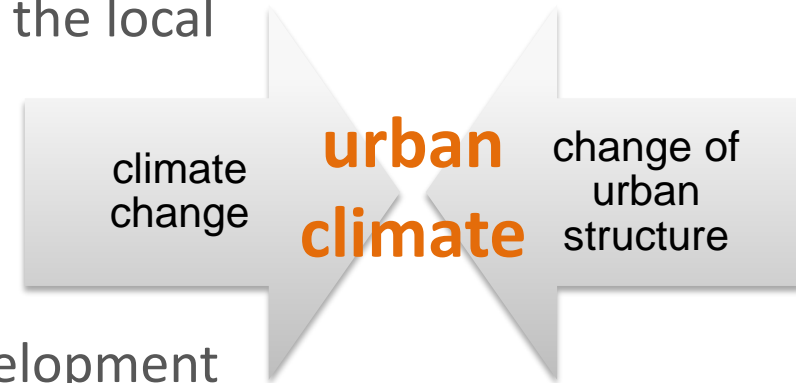 the local
climate
change
urban
climate
change of
urban
structure
elopment